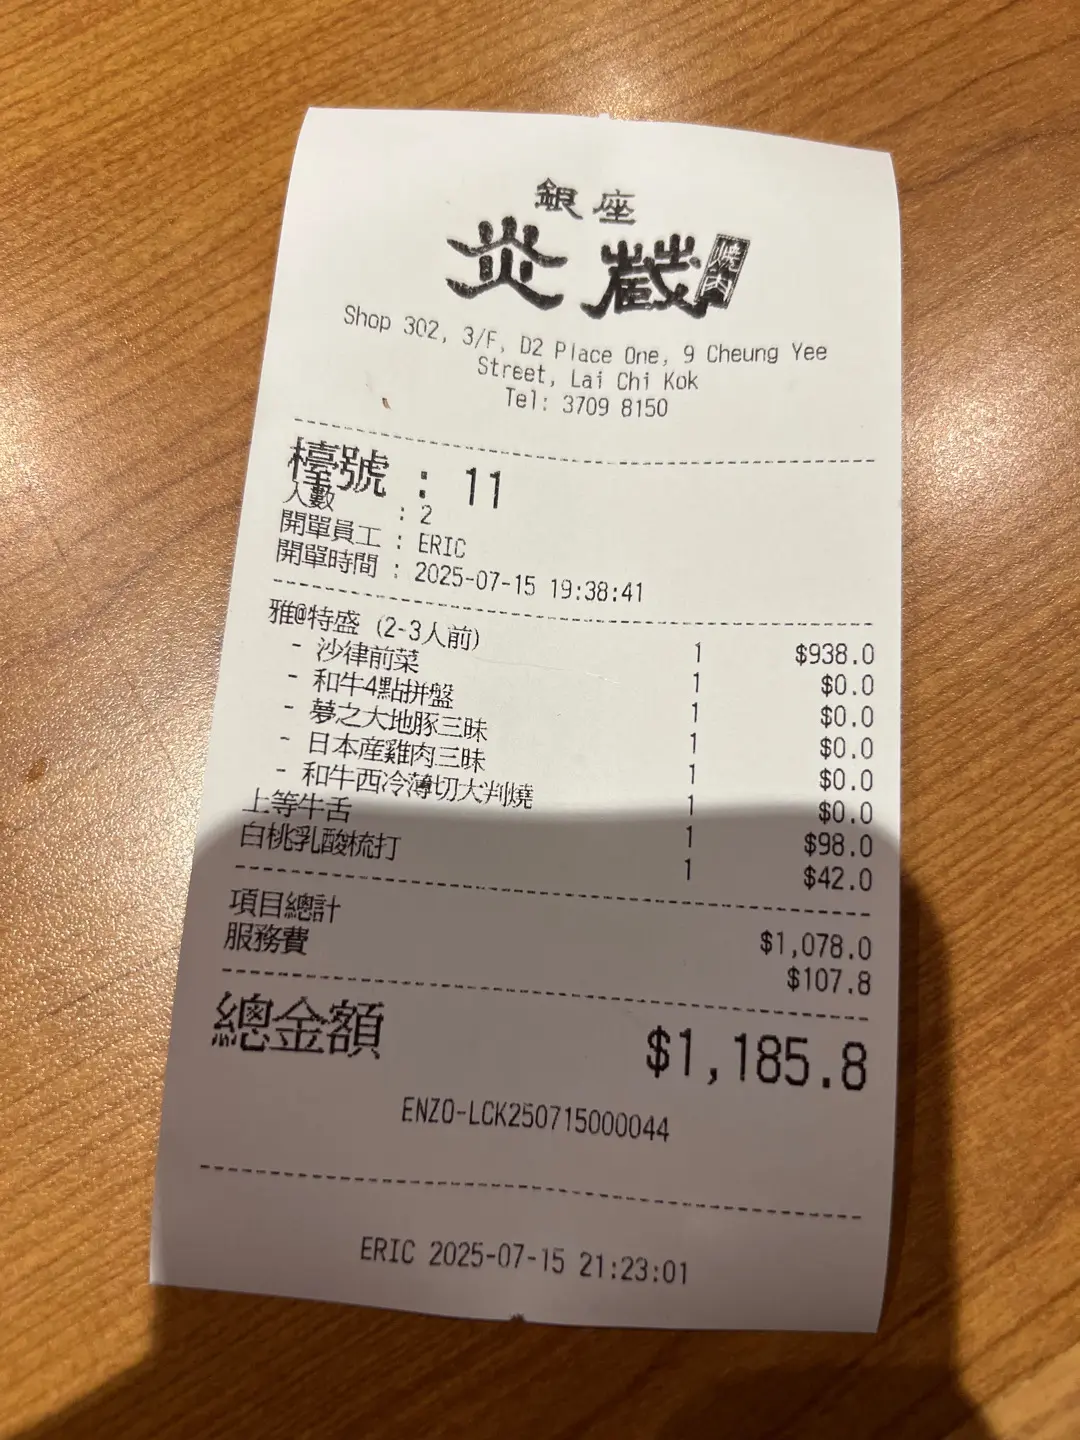 銀座
炎蔵 焼肉
Shop 302, 3/F, D2 Place One, 9 Cheung Yee
Street, Lai Chi Kok
Tel: 3709 8150
檯號 : 11
人數 : 2
開單員工 : ERIC
開單時間 : 2025-07-15 19:38:41
雅@特盛 (2-3人前) 1 $938.0
- 沙律前菜 1 $0.0
- 和牛4點拼盤 1 $0.0
- 夢之大地豚三昧 1 $0.0
- 日本産雞肉三昧 1 $0.0
- 和牛西冷薄切大判燒 1 $0.0
上等牛舌 1 $98.0
白桃乳酸梳打 1 $42.0
項目總計 $1,078.0
服務費 $107.8
總金額 $1,185.8
ENZO-LCK250715000044
ERIC 2025-07-15 21:23:01